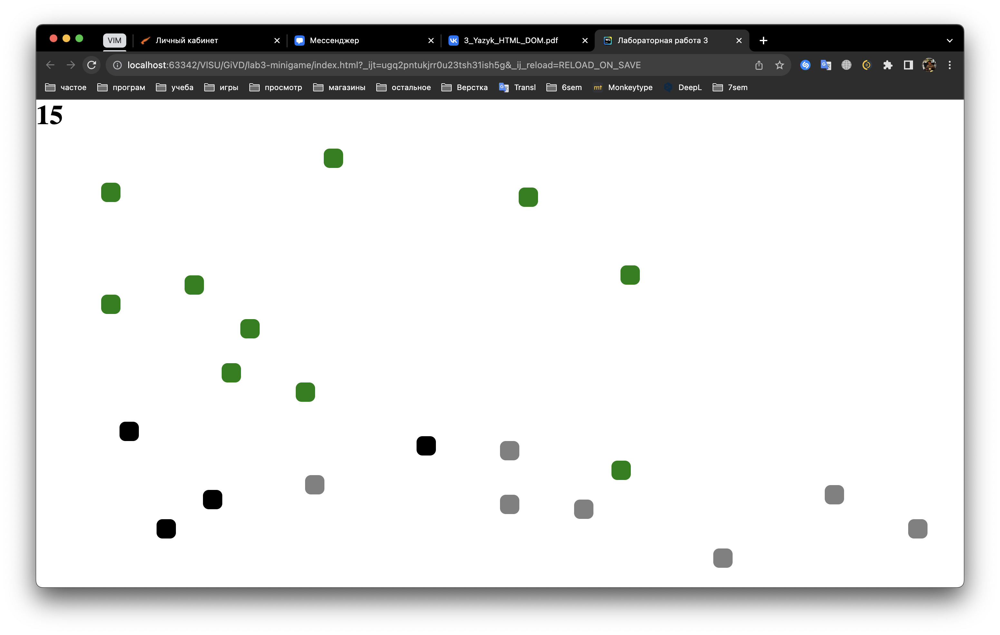 VIM Личный кабинет Мессенджер 3_Yazyk_HTML_DOM.pdf Лабораторная работа 3
localhost:63342/VlSU/GiVD/lab3-minigame/index.html?_ijt=ugq2pntukjrr0u23tsh31ish5g&_ij_reload=RELOAD_ON_SAVE
частое програм учеба игры просмотр магазины остальное Верстка Transl 6sem mt Monkeytype DeepL 7sem
15